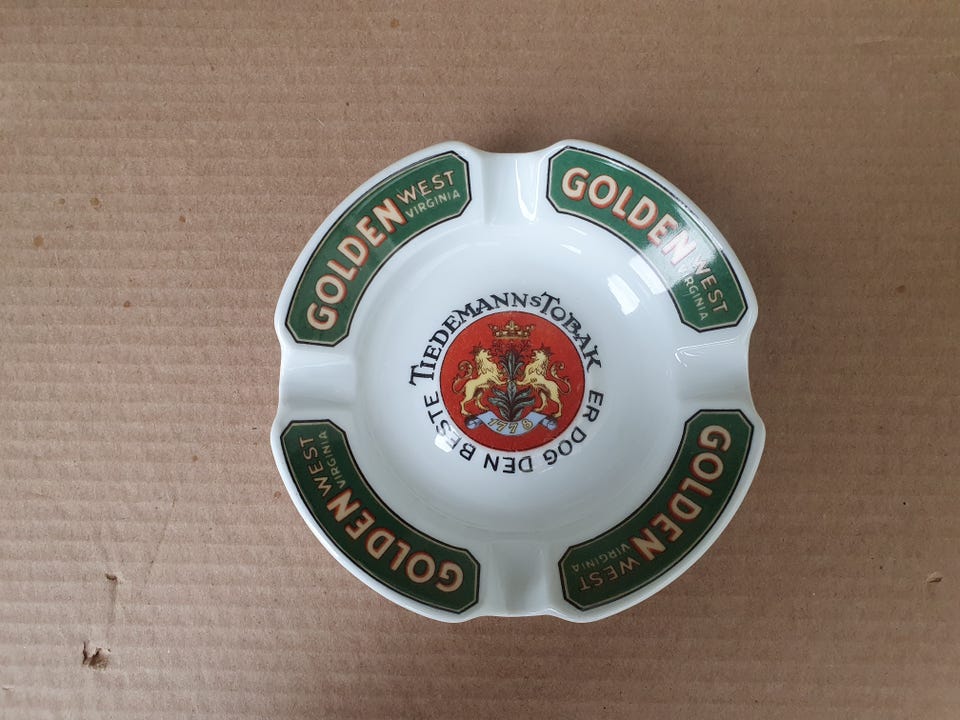 GOLDEN WEST
VIRGINIA
GOLDEN WEST
VIRGINIA
TIEDEMANNS TOBAK
ER DOG DEN BESTE
1778
GOLDEN WEST
VIRGINIA
GOLDEN WEST
VIRGINIA